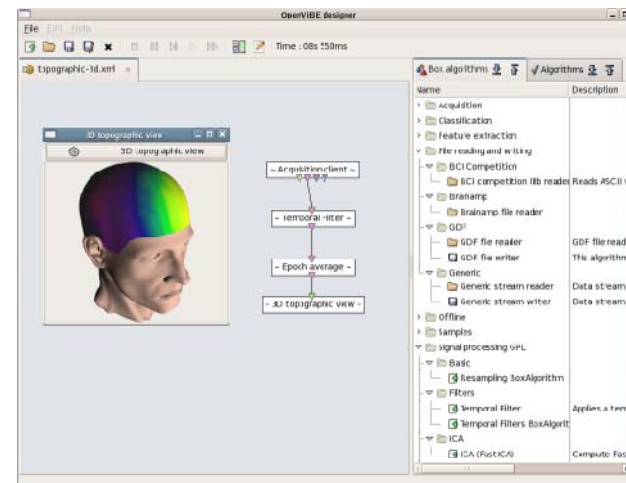 OpenViBE designer
File Edit Help
Time : 08s 550ms
topographic-3d.xml
3D topographic view
3D topographic view
~ Acquisition client ~
~ Temporal Filter ~
~ Epoch average ~
~ 3D topographic view ~
Box algorithms
Algorithms
Name Description
Acquisition
Classification
Feature extraction
File reading and writing
BCI Competition
BCI competition IIIb reader Reads ASCII
Brainamp
Brainamp file reader
GDF
GDF file reader GDF file read
GDF file writer This algorithm
Generic
Generic stream reader Data stream
Generic stream writer Data stream
Offline
Samples
Signal processing GPL
Basic
Resampling BoxAlgorithm
Filters
Temporal Filter Applies a tem
Temporal Filters BoxAlgorit
ICA
ICA (FastICA) Compute Fas